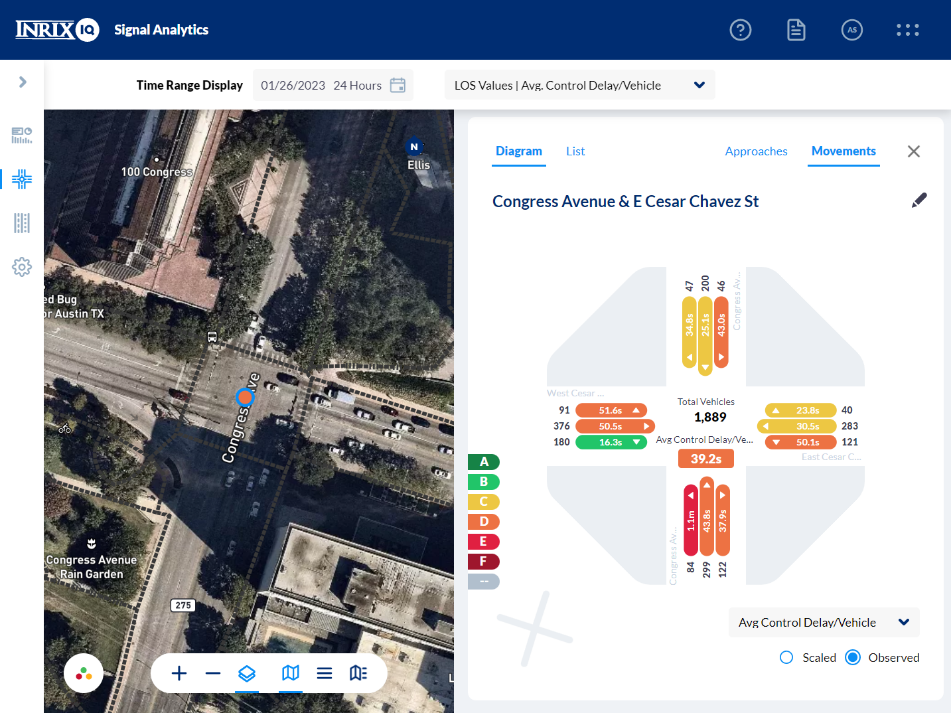 INRIX IQ Signal Analytics
? AS
Time Range Display 01/26/2023 24 Hours LOS Values | Avg. Control Delay/Vehicle
N
Ellis
100 Congress
ed Bug
or Austin TX
Congress Ave
Congress Avenue
Rain Garden
275
L
Diagram List Approaches Movements
Congress Avenue & E Cesar Chavez St
47 200 46
34.8s 25.1s 43.0s
Congress Av...
West Cesar ...
Total Vehicles
1,889
91 51.6s
376 50.5s
180 16.3s
23.8s 40
30.5s 283
50.1s 121
Avg Control Delay/Ve...
39.2s
East Cesar C...
A
B
C
D
E
F
--
Congress Av...
1.1m 43.8s 37.9s
84 299 122
Avg Control Delay/Vehicle
Scaled Observed